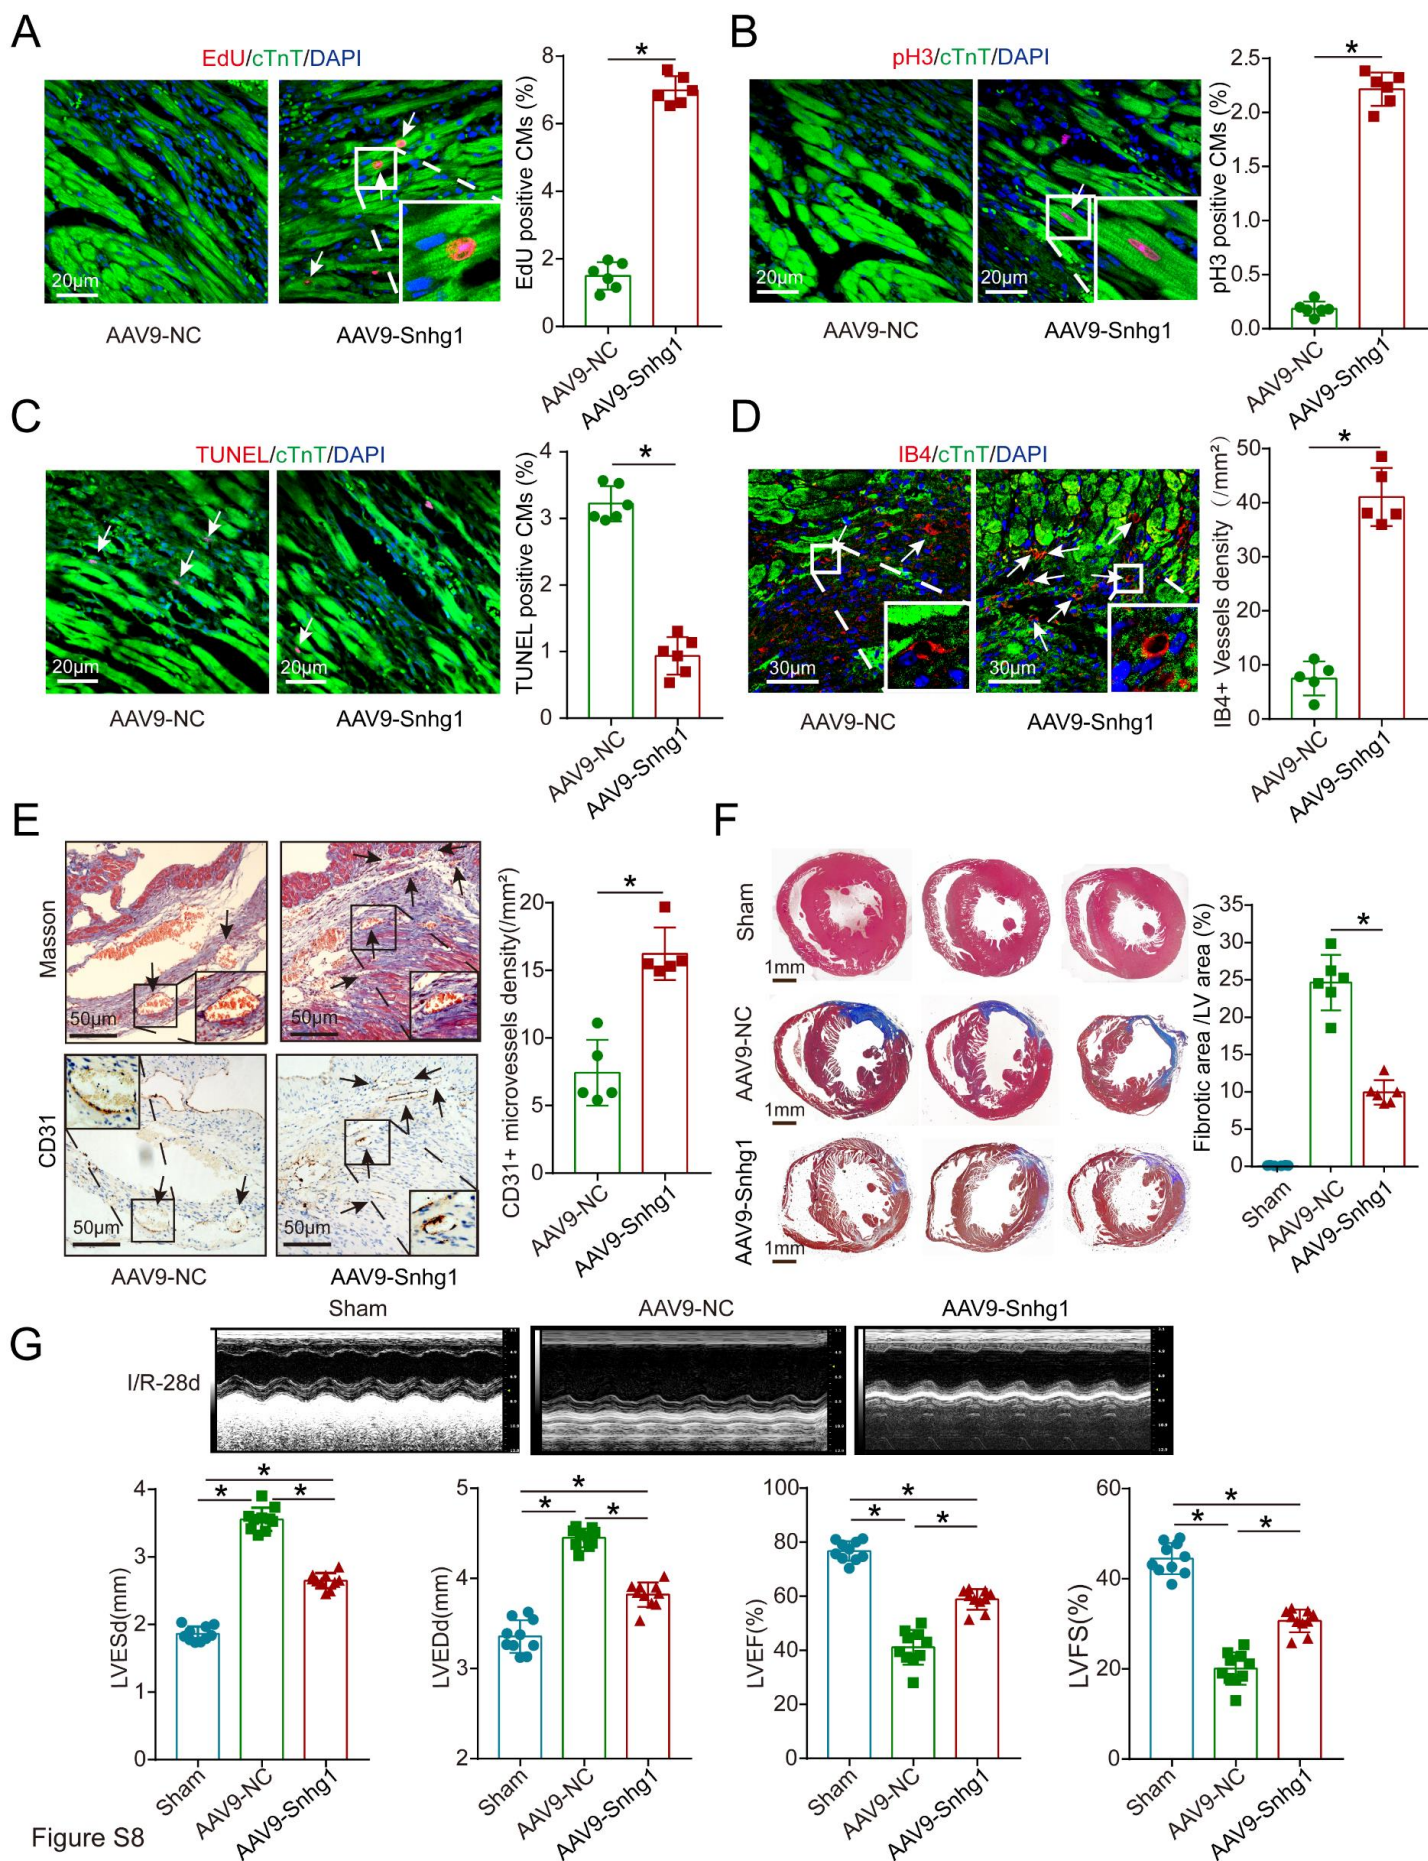 A
EdU/cTnT/DAPI
20µm
20µm
AAV9-NC
AAV9-Snhg1
EdU positive CMs (%)
8
6
4
2
0
*
AAV9-NC
AAV9-Snhg1
B
pH3/cTnT/DAPI
20µm
20µm
AAV9-NC
AAV9-Snhg1
pH3 positive CMs (%)
2.5
2.0
1.5
1.0
0.5
0.0
*
AAV9-NC
AAV9-Snhg1
C
TUNEL/cTnT/DAPI
20µm
20µm
AAV9-NC
AAV9-Snhg1
TUNEL positive CMs (%)
4
3
2
1
0
*
AAV9-NC
AAV9-Snhg1
D
IB4/cTnT/DAPI
30µm
30µm
AAV9-NC
AAV9-Snhg1
IB4+ Vessels density（/mm²）
50
40
30
20
10
0
*
AAV9-NC
AAV9-Snhg1
E
Masson
50µm
50µm
CD31
50µm
50µm
AAV9-NC
AAV9-Snhg1
CD31+ microvessels density(/mm²)
20
15
10
5
0
*
AAV9-NC
AAV9-Snhg1
F
Sham
1mm
AAV9-NC
1mm
AAV9-Snhg1
1mm
Fibrotic area /LV area (%)
35
30
25
20
15
10
5
0
*
Sham
AAV9-NC
AAV9-Snhg1
G
Sham
AAV9-NC
AAV9-Snhg1
I/R-28d
LVESd(mm)
4
3
2
1
0
*
* *
Sham
AAV9-NC
AAV9-Snhg1
LVEDd(mm)
5
4
3
2
*
* *
Sham
AAV9-NC
AAV9-Snhg1
LVEF(%)
100
80
60
40
20
0
*
* *
Sham
AAV9-NC
AAV9-Snhg1
LVFS(%)
60
40
20
0
*
* *
Sham
AAV9-NC
AAV9-Snhg1
Figure S8